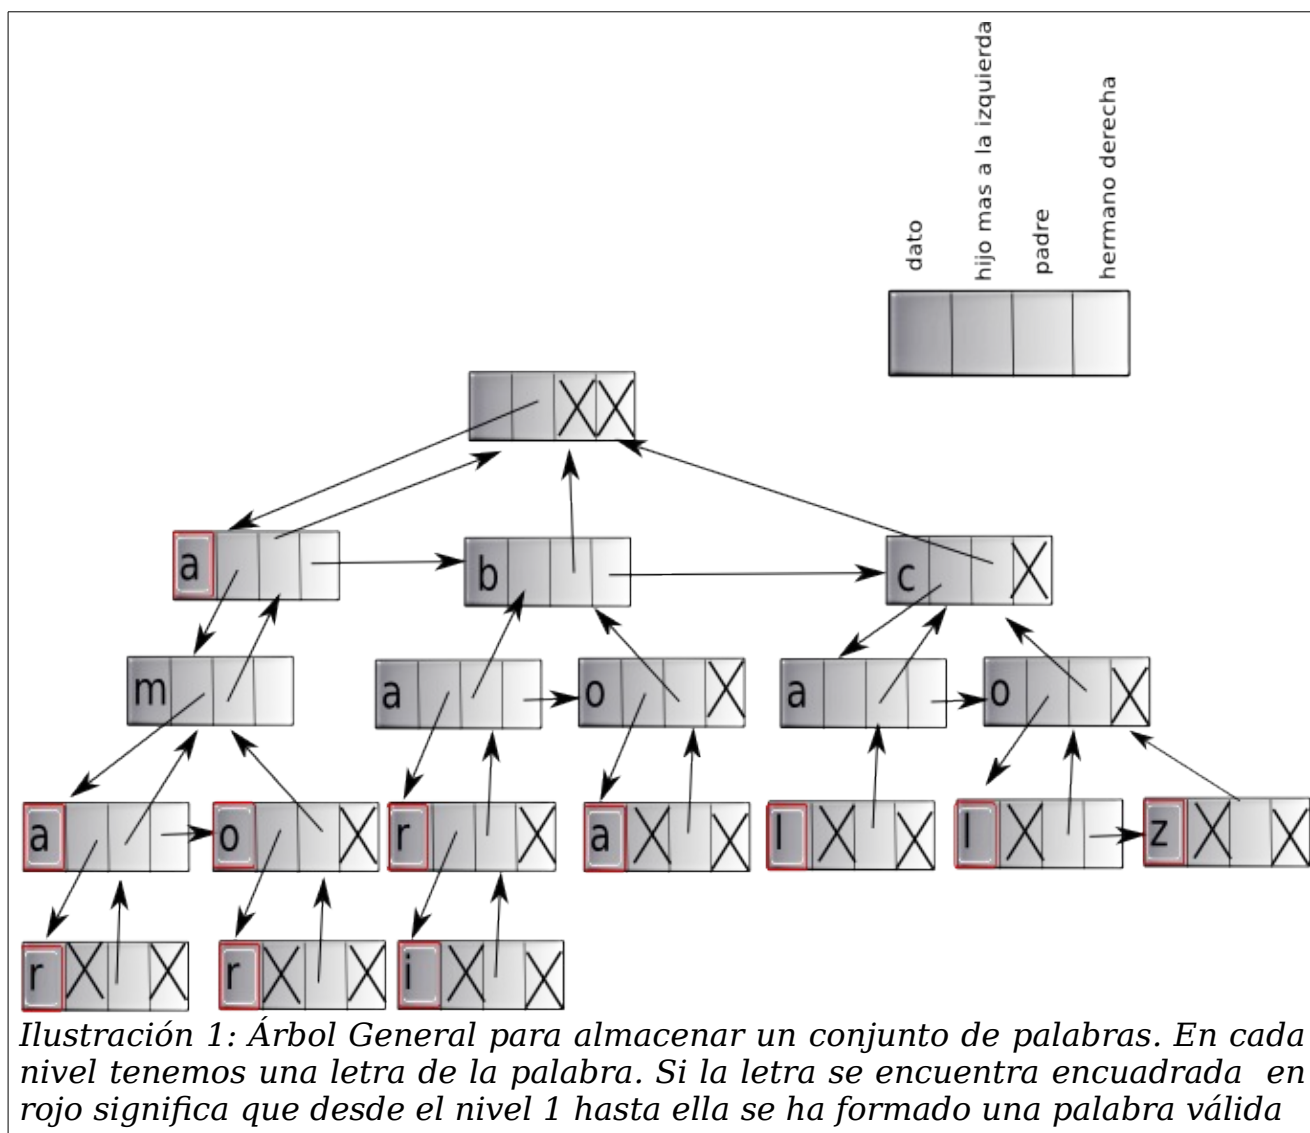 dato
hijo mas a la izquierda
padre
hermano derecha
a
b
c
m
a
o
a
o
a
o
r
a
l
l
z
r
r
i
Ilustración 1: Árbol General para almacenar un conjunto de palabras. En cada
nivel tenemos una letra de la palabra. Si la letra se encuentra encuadrada en
rojo significa que desde el nivel 1 hasta ella se ha formado una palabra válida